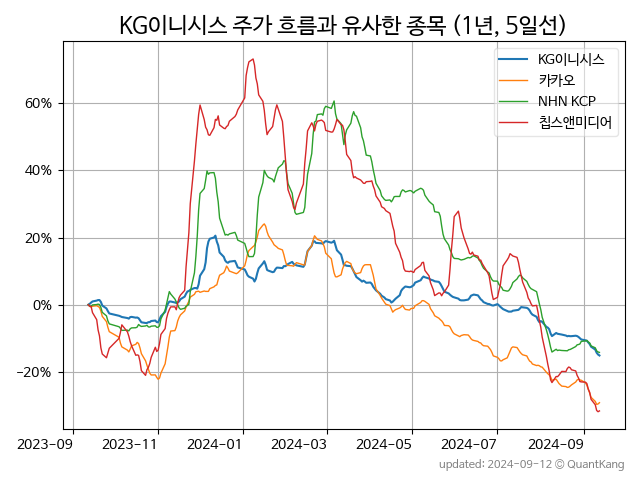 KG이니시스 주가 흐름과 유사한 종목 (1년, 5일선)
KG이니시스
카카오
NHN KCP
칩스앤미디어
60%
40%
20%
0%
−20%
2023-09 2023-11 2024-01 2024-03 2024-05 2024-07 2024-09
updated: 2024-09-12 © QuantKang